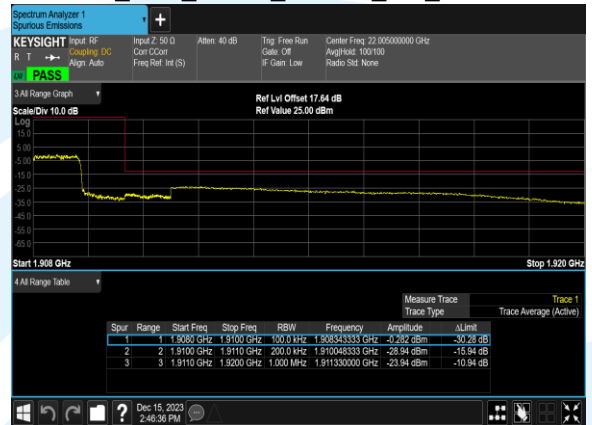 Spectrum Analyzer 1
Spurious Emissions
KEYSIGHT Input: RF Input Z: 50 Ω Atten: 40 dB Trig: Free Run Center Freq: 22.005000000 GHz
R T Coupling: DC Corr CCorr Gate: Off Avg|Hold: 100/100
Align: Auto Freq Ref: Int (S) IF Gain: Low Radio Std: None
PASS
3 All Range Graph
Ref Lvl Offset 17.64 dB
Scale/Div 10.0 dB Ref Value 25.00 dBm
Log
15.0
5.00
-5.00
-15.0
-25.0
-35.0
-45.0
-55.0
-65.0
Start 1.908 GHz Stop 1.920 GHz
4 All Range Table
Measure Trace Trace 1
Trace Type Trace Average (Active)
Spur Range Start Freq Stop Freq RBW Frequency Amplitude ΔLimit
1 1 1.9080 GHz 1.9100 GHz 100.0 kHz 1.908343333 GHz -0.282 dBm -30.28 dB
2 2 1.9100 GHz 1.9110 GHz 200.0 kHz 1.910048333 GHz -28.94 dBm -15.94 dB
3 3 1.9110 GHz 1.9200 GHz 1.000 MHz 1.911330000 GHz -23.94 dBm -10.94 dB
? Dec 15, 2023
2:46:36 PM